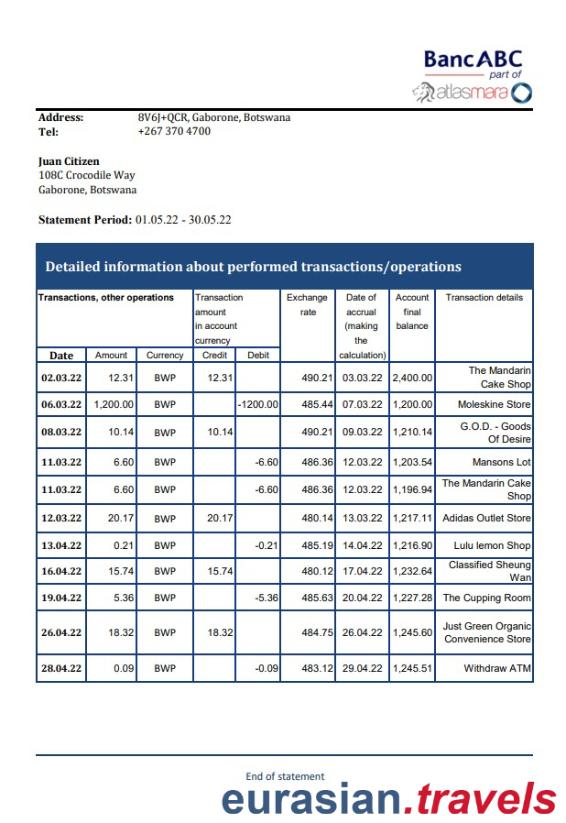 BancABC
part of
atlasmara
Address: 8V6J+QCR, Gaborone, Botswana
Tel: +267 370 4700
Juan Citizen
108C Crocodile Way
Gaborone, Botswana
Statement Period: 01.05.22 - 30.05.22
Detailed information about performed transactions/operations
Transactions, other operations
Transaction
amount
in account
currency
Exchange
rate
Date of
accrual
(making
the
calculation)
Account
final
balance
Transaction details
Date Amount Currency Credit Debit
02.03.22 12.31 BWP 12.31 490.21 03.03.22 2,400.00 The Mandarin
Cake Shop
06.03.22 1,200.00 BWP -1200.00 485.44 07.03.22 1,200.00 Moleskine Store
08.03.22 10.14 BWP 10.14 490.21 09.03.22 1,210.14 G.O.D. - Goods
Of Desire
11.03.22 6.60 BWP -6.60 486.36 12.03.22 1,203.54 Mansons Lot
11.03.22 6.60 BWP -6.60 486.36 12.03.22 1,196.94 The Mandarin Cake
Shop
12.03.22 20.17 BWP 20.17 480.14 13.03.22 1,217.11 Adidas Outlet Store
13.04.22 0.21 BWP -0.21 485.19 14.04.22 1,216.90 Lulu lemon Shop
16.04.22 15.74 BWP 15.74 480.12 17.04.22 1,232.64 Classified Sheung
Wan
19.04.22 5.36 BWP -5.36 485.63 20.04.22 1,227.28 The Cupping Room
26.04.22 18.32 BWP 18.32 484.75 26.04.22 1,245.60 Just Green Organic
Convenience Store
28.04.22 0.09 BWP -0.09 483.12 29.04.22 1,245.51 Withdraw ATM
End of statement
eurasian.travels